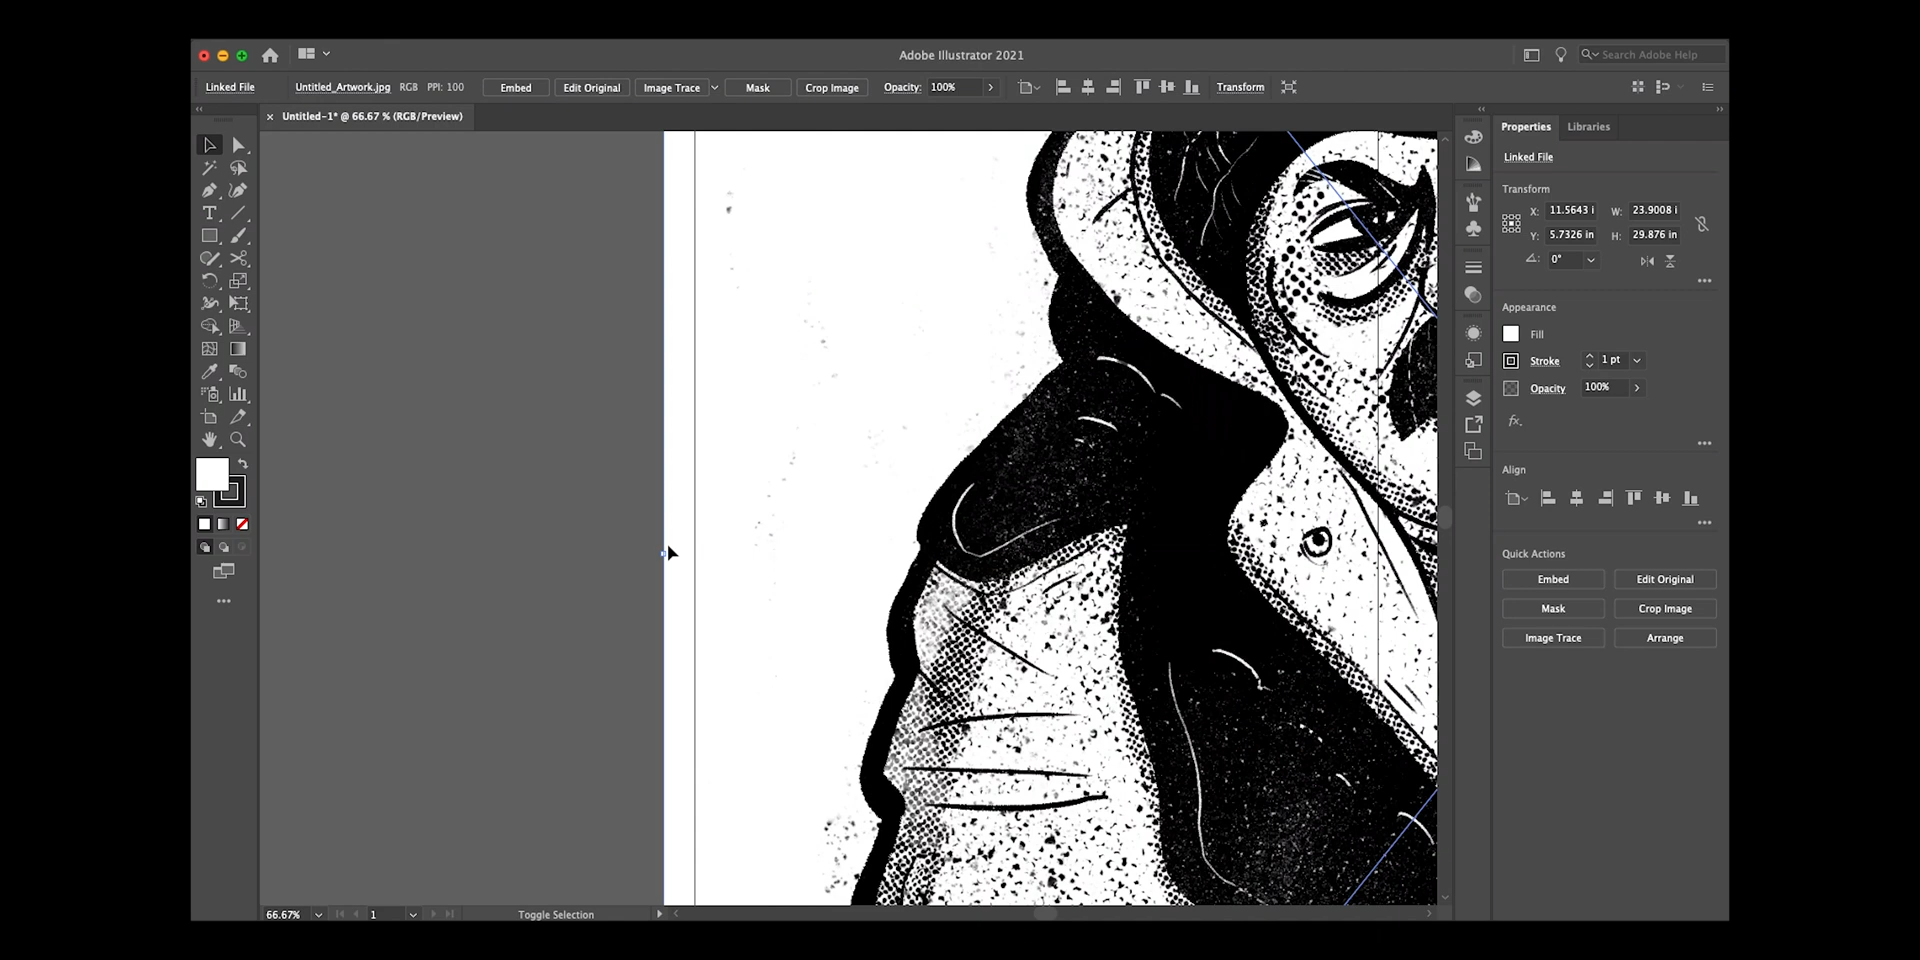 Adobe Illustrator 2021
Search Adobe Help
Linked File Untitled_Artwork.jpg RGB PPI: 100 Embed Edit Original Image Trace Mask Crop Image Opacity: 100% Transform
Untitled-1* @ 66.67 % (RGB/Preview)
Properties Libraries
Linked File
Transform
X: 11.5643 i W: 23.9008 i
Y: 5.7326 in H: 29.876 in
0°
Appearance
Fill
Stroke 1 pt
Opacity 100%
fx.
Align
Quick Actions
Embed Edit Original
Mask Crop Image
Image Trace Arrange
66.67% 1 Toggle Selection